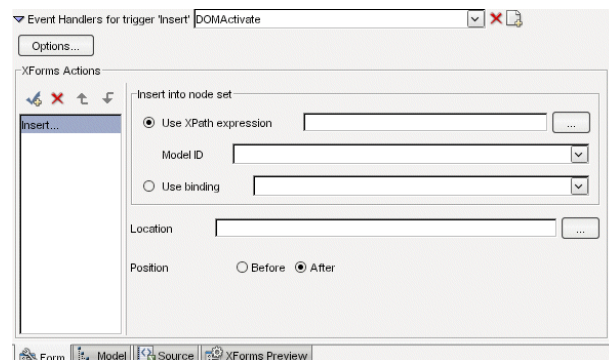 Event Handlers for trigger 'Insert' DOMActivate
Options...
XForms Actions
Insert...
Insert into node set
Use XPath expression ...
Model ID
Use binding
Location ...
Position Before After
Form Model Source XForms Preview